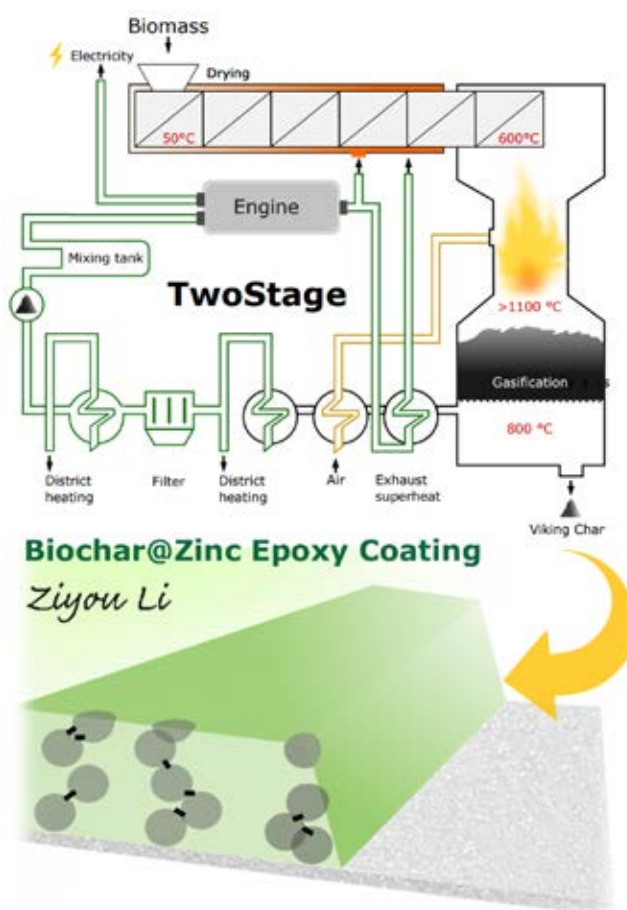 Biomass
Electricity
Drying
50°C
600°C
Engine
Mixing tank
TwoStage
>1100 °C
Gasification
800 °C
District
heating
Filter
District
heating
Air
Exhaust
superheat
Viking Char
Biochar@Zinc Epoxy Coating
Ziyou Li